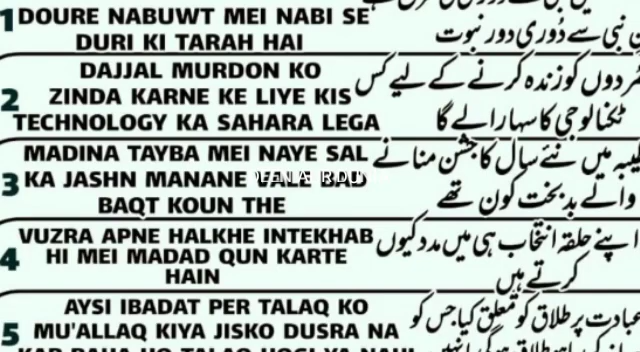 1 DOURE NABUWT MEI NABI SE
DURI KI TARAH HAI
نبی سے دُوری دور نبوت
DAJJAL MURDON KO
2 ZINDA KARNE KE LIYE KIS
TECHNOLOGY KA SAHARA LEGA
مردوں کو زندہ کرنے کے لیے کس
ٹکنالوجی کا سہارا لے گا
MADINA TAYBA MEI NAYE SAL
3 KA JASHN MANANE
BAQT KOUN THE
میں نئے سال کا جشن منانے
والے بدبخت کون تھے
VUZRA APNE HALKHE INTEKHAB
4 HI MEI MADAD QUN KARTE
HAIN
اپنے حلقہ انتخاب ہی میں مدد کیوں
کرتے ہیں
AYSI IBADAT PER TALAQ KO
5 MU'ALLAQ KIYA JISKO DUSRA NA
عبادت پر طلاق کو معلق کیا جس کو